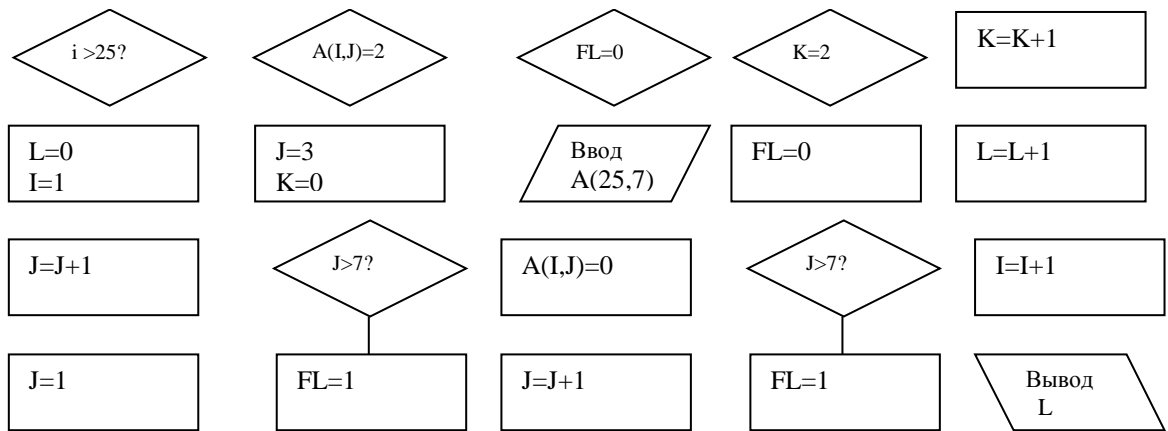 i >25?
A(I,J)=2
FL=0
K=2
K=K+1
L=0
I=1
J=3
K=0
Ввод
A(25,7)
FL=0
L=L+1
J=J+1
J>7?
A(I,J)=0
J>7?
I=I+1
J=1
FL=1
J=J+1
FL=1
Вывод
L